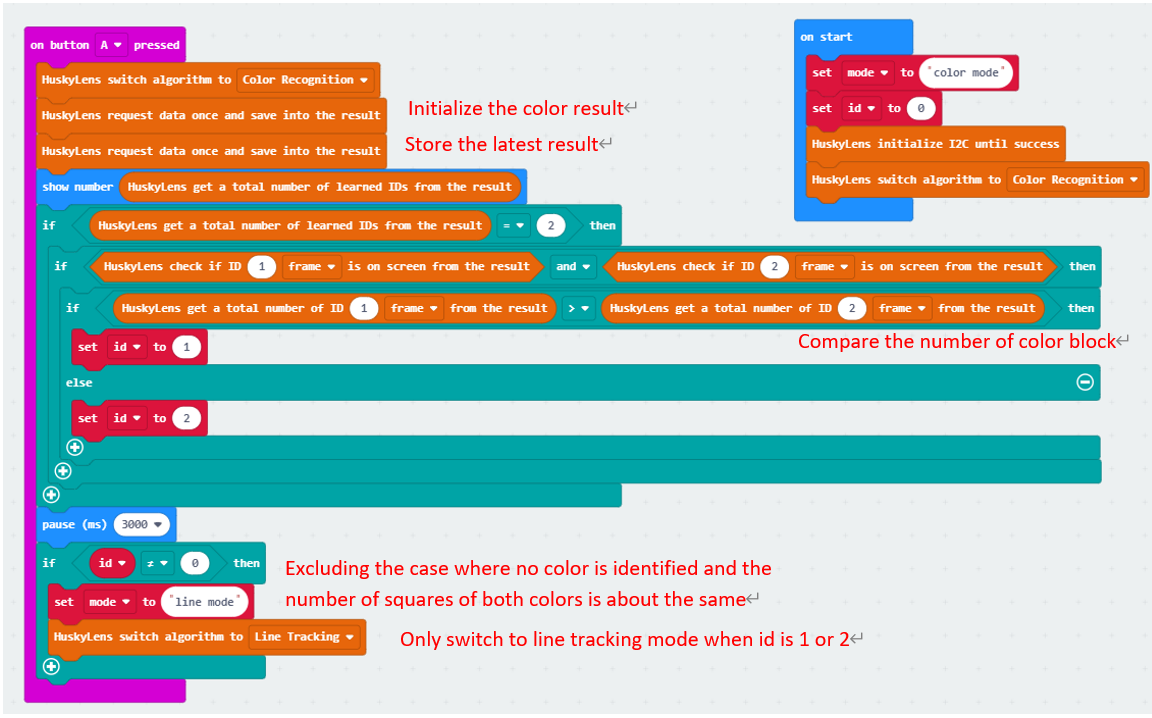 on button A pressed
HuskyLens switch algorithm to Color Recognition
HuskyLens request data once and save into the result
Initialize the color result
HuskyLens request data once and save into the result
Store the latest result
show number HuskyLens get a total number of learned IDs from the result
if HuskyLens get a total number of learned IDs from the result = 2 then
if HuskyLens check if ID 1 frame is on screen from the result and HuskyLens check if ID 2 frame is on screen from the result then
if HuskyLens get a total number of ID 1 frame from the result > HuskyLens get a total number of ID 2 frame from the result then
Compare the number of color block
set id to 1
else
set id to 2
pause (ms) 3000
if id ≠ 0 then
Excluding the case where no color is identified and the
number of squares of both colors is about the same
set mode to "line mode"
HuskyLens switch algorithm to Line Tracking
Only switch to line tracking mode when id is 1 or 2
on start
set mode to "color mode"
set id to 0
HuskyLens initialize I2C until success
HuskyLens switch algorithm to Color Recognition